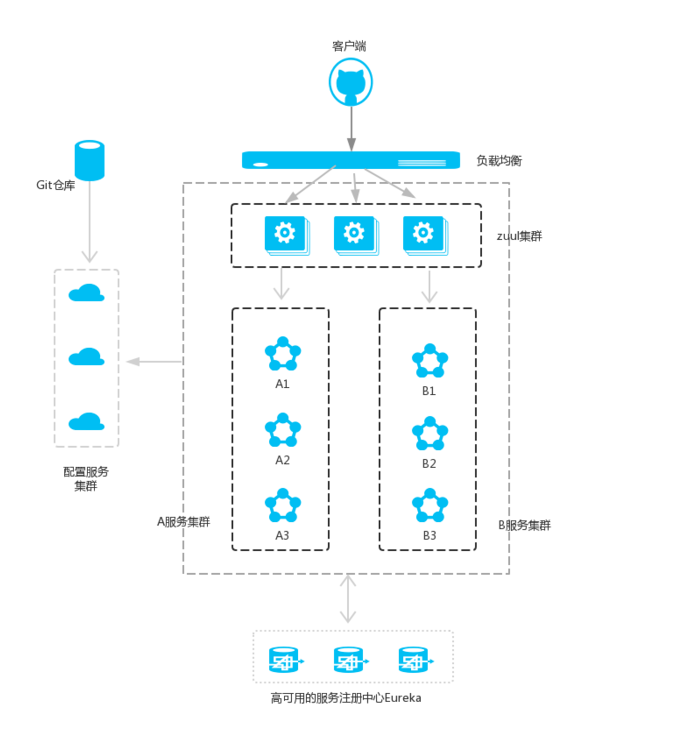 客户端
负载均衡
Git仓库
zuul集群
A1
B1
A2
B2
配置服务
集群
A服务集群
B服务集群
A3
B3
高可用的服务注册中心Eureka